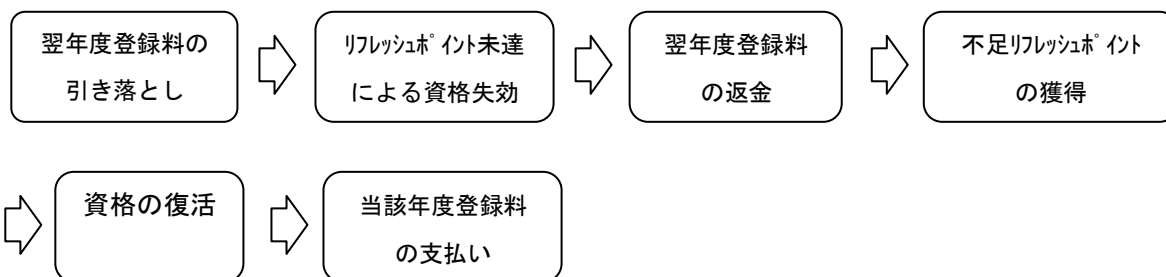 翌年度登録料の
引き落とし
ﾘﾌﾚｯｼｭﾎﾟｲﾝﾄ未達
による資格失効
翌年度登録料
の返金
不足ﾘﾌﾚｯｼｭﾎﾟｲﾝﾄ
の獲得
資格の復活
当該年度登録料
の支払い